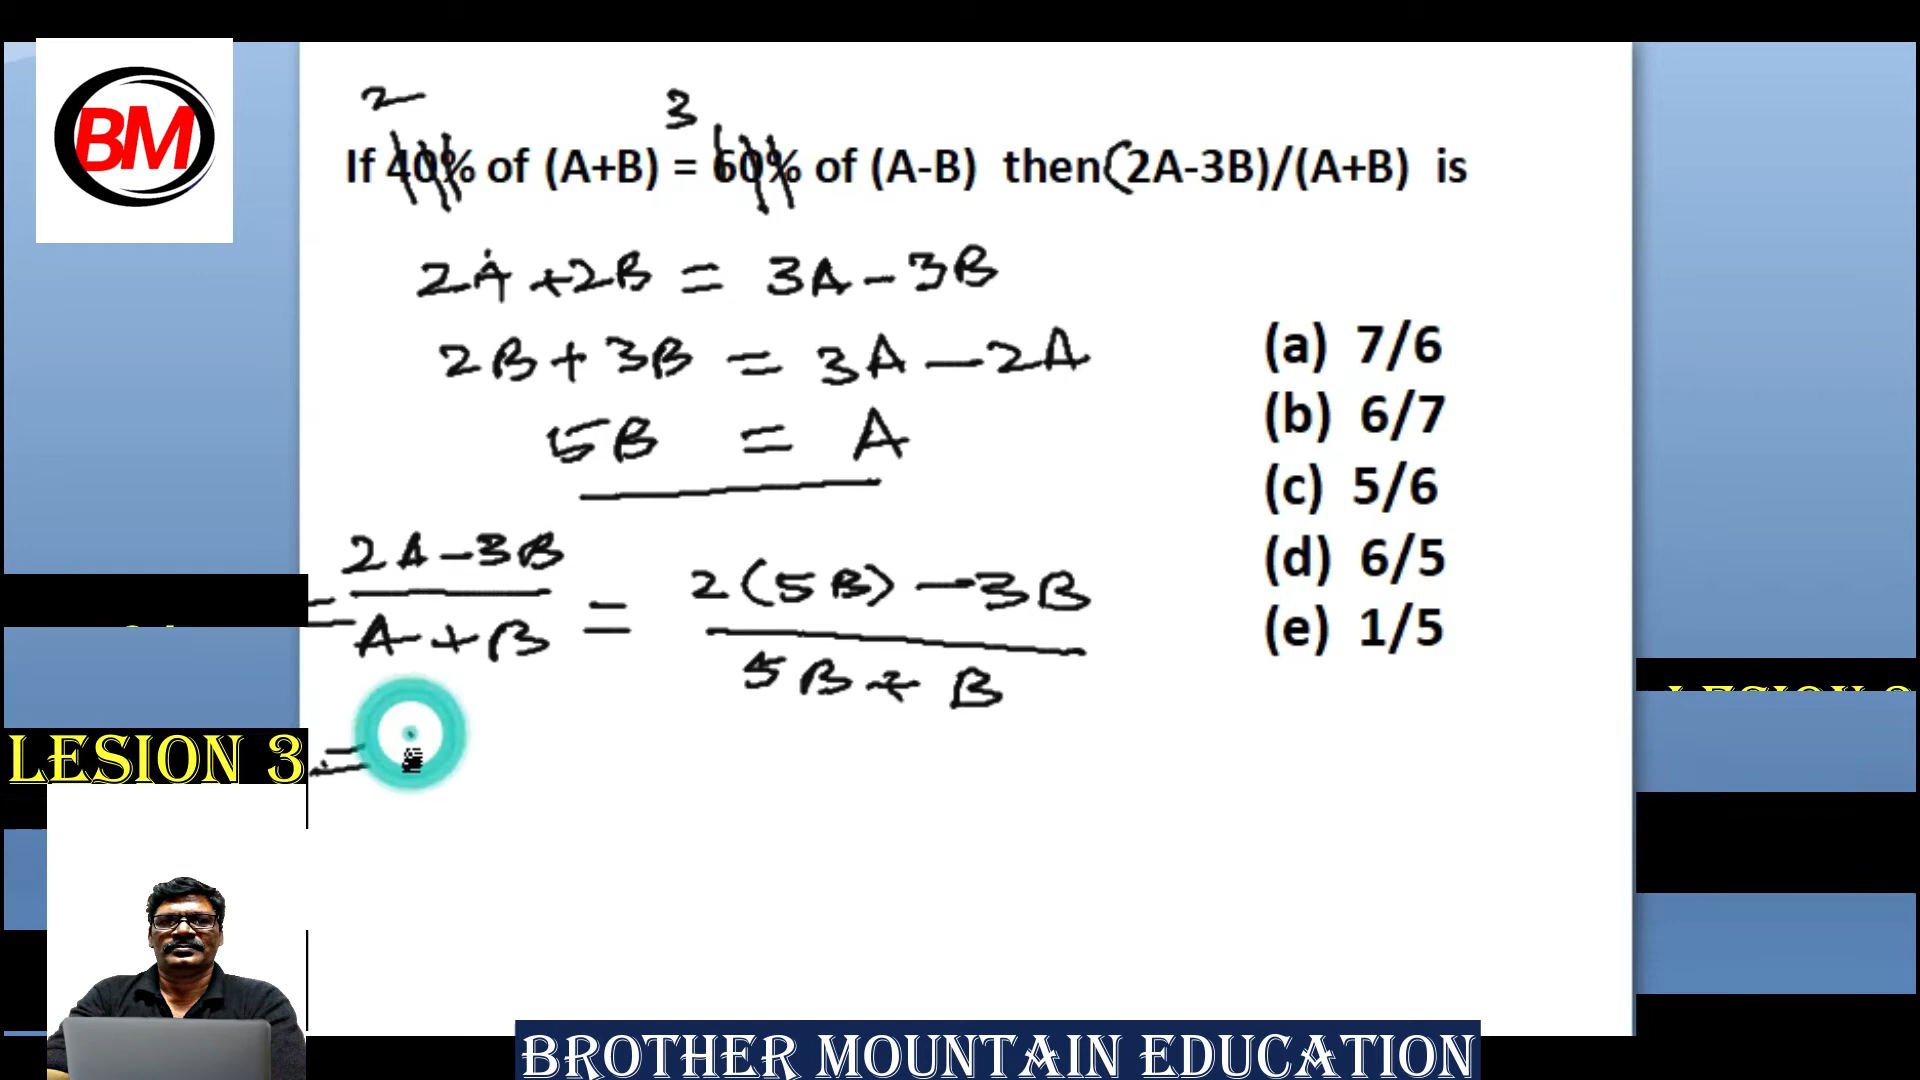 BM
2 3
If 40% of (A+B) = 60% of (A-B) then (2A-3B)/(A+B) is
2A + 2B = 3A - 3B
2B + 3B = 3A - 2A
5B = A
(a) 7/6
(b) 6/7
(c) 5/6
(d) 6/5
(e) 1/5
= 2A - 3B / A + B = 2(5B) - 3B / 5B + B
=
LESION 3
BROTHER MOUNTAIN EDUCATION